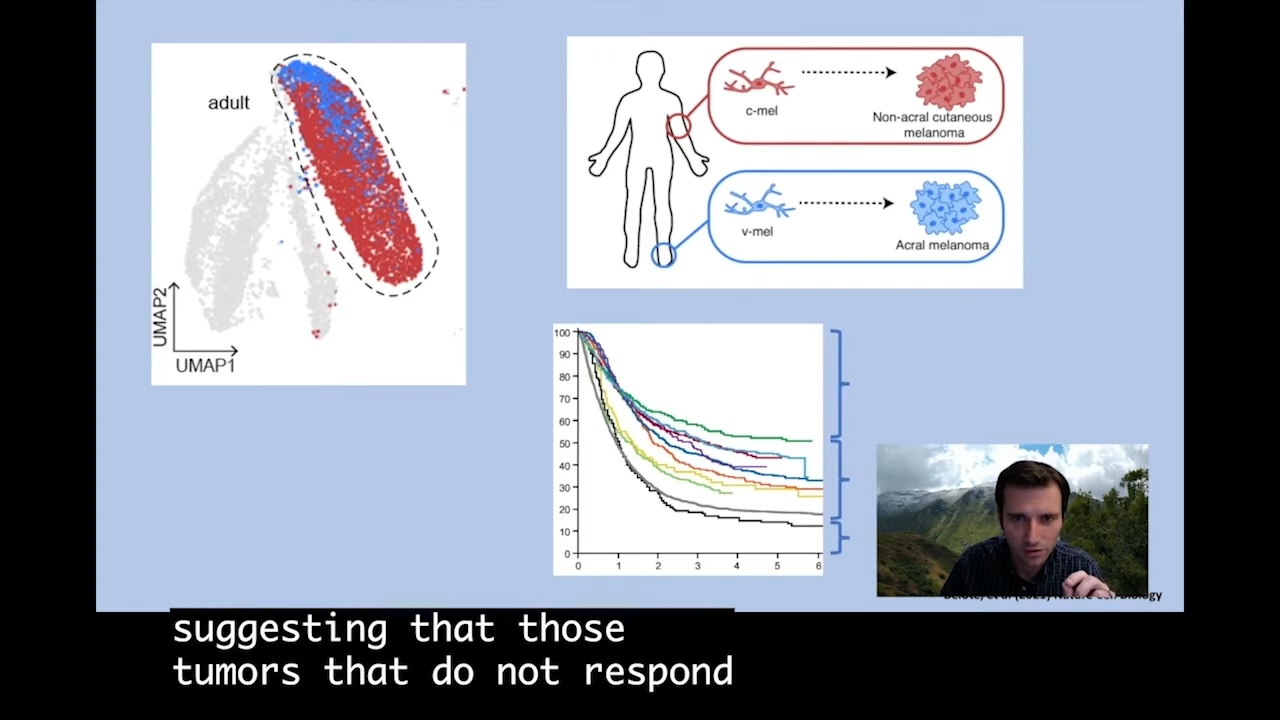 adult
UMAP2
UMAP1
c-mel
Non-acral cutaneous
melanoma
v-mel
Acral melanoma
100
90
80
70
60
50
40
30
20
10
0
0 1 2 3 4 5 6
Belote, et al (2021) Nature Cell Biology
suggesting that those
tumors that do not respond